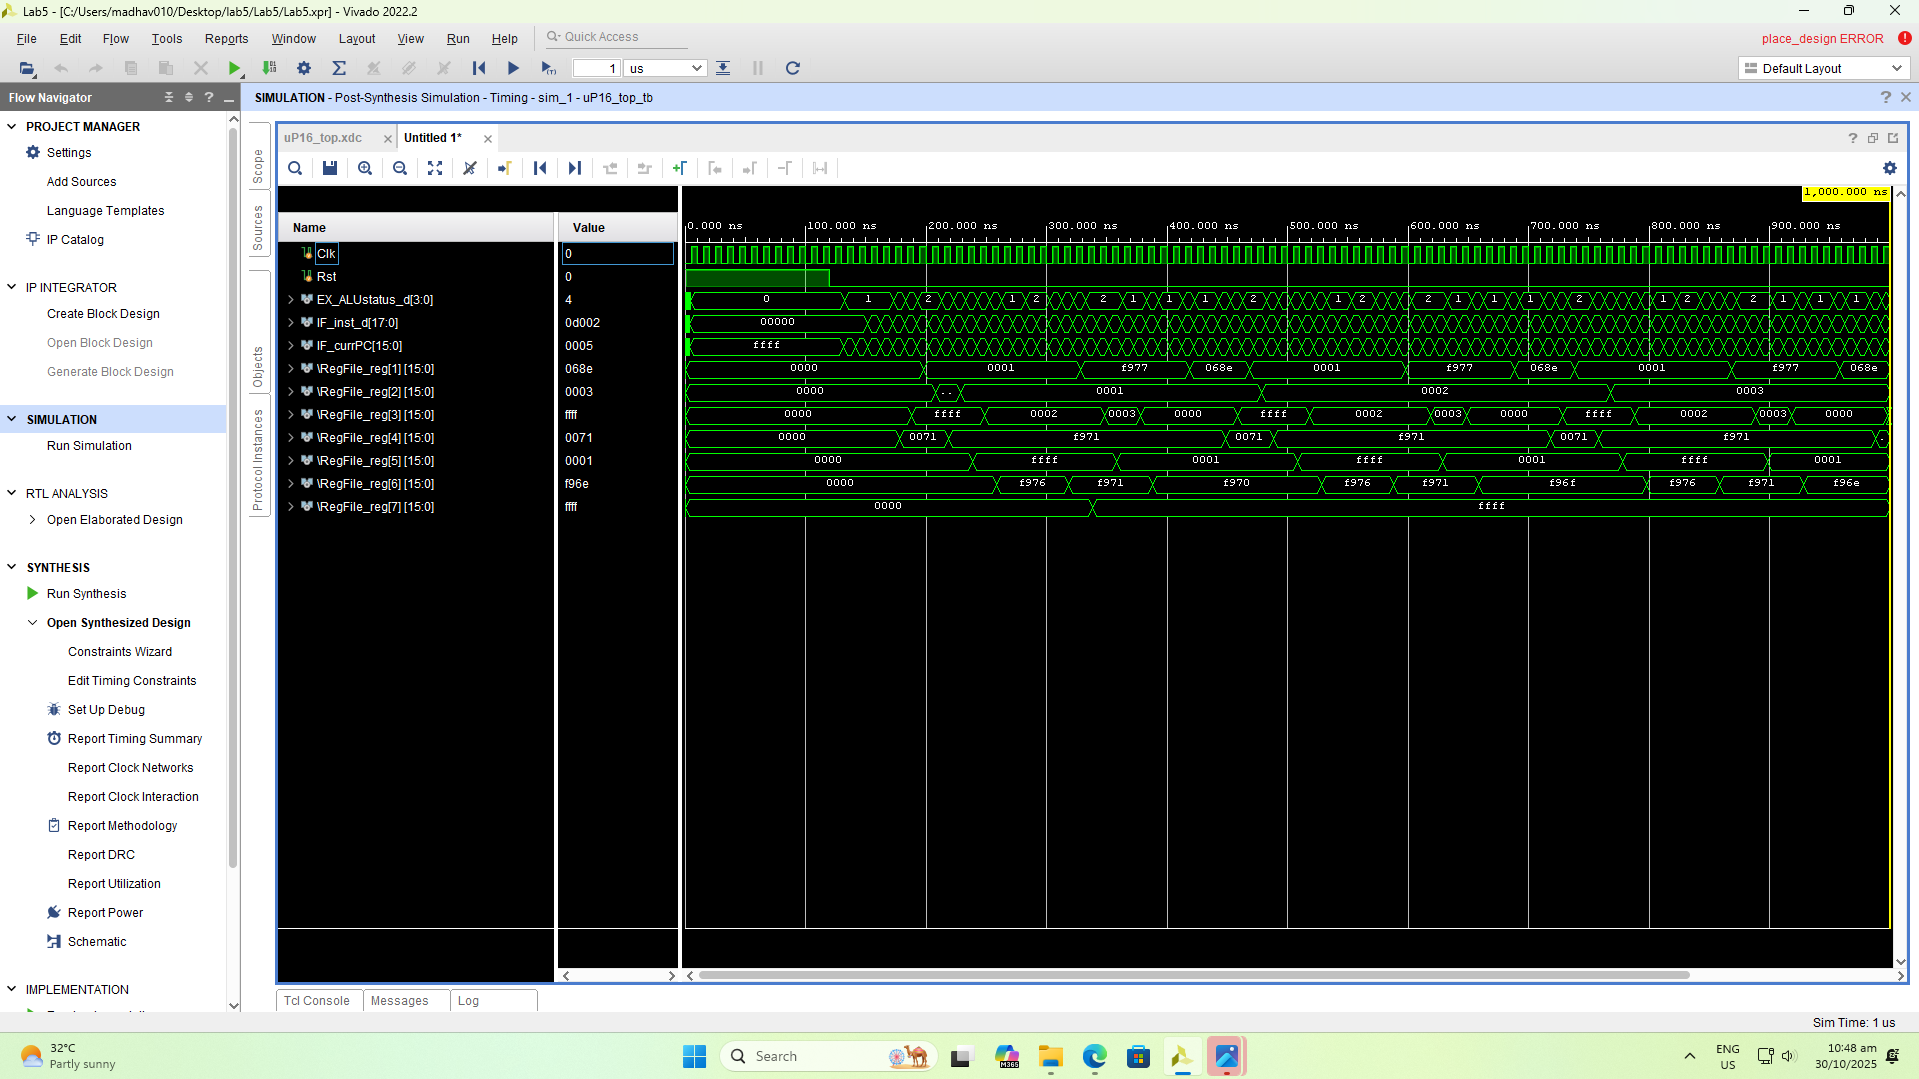 Lab5 - [C:/Users/madhav010/Desktop/lab5/Lab5/Lab5.xpr] - Vivado 2022.2
File Edit Flow Tools Reports Window Layout View Run Help Quick Access
place_design ERROR
1 us
Default Layout
Flow Navigator
SIMULATION - Post-Synthesis Simulation - Timing - sim_1 - uP16_top_tb
PROJECT MANAGER
Settings
Add Sources
Language Templates
IP Catalog
IP INTEGRATOR
Create Block Design
Open Block Design
Generate Block Design
SIMULATION
Run Simulation
RTL ANALYSIS
Open Elaborated Design
SYNTHESIS
Run Synthesis
Open Synthesized Design
Constraints Wizard
Edit Timing Constraints
Set Up Debug
Report Timing Summary
Report Clock Networks
Report Clock Interaction
Report Methodology
Report DRC
Report Utilization
Report Power
Schematic
IMPLEMENTATION
Scope
Sources
Objects
Protocol Instances
uP16_top.xdc
Untitled 1*
1,000.000 ns
Name Value
0.000 ns 100.000 ns 200.000 ns 300.000 ns 400.000 ns 500.000 ns 600.000 ns 700.000 ns 800.000 ns 900.000 ns
Clk 0
Rst 0
EX_ALUstatus_d[3:0] 4 0 1 2 1 2 2 1 1 1 2 1 2 2 1 1 1 2 1 2 2 1 1 1
IF_inst_d[17:0] 0d002 00000
IF_currPC[15:0] 0005 ffff
\RegFile_reg[1] [15:0] 068e 0000 0001 f977 068e 0001 f977 068e 0001 f977 068e
\RegFile_reg[2] [15:0] 0003 0000 .. 0001 0002 0003
\RegFile_reg[3] [15:0] ffff 0000 ffff 0002 0003 0000 ffff 0002 0003 0000 ffff 0002 0003 0000
\RegFile_reg[4] [15:0] 0071 0000 0071 f971 0071 f971 0071 f971 .
\RegFile_reg[5] [15:0] 0001 0000 ffff 0001 ffff 0001 ffff 0001
\RegFile_reg[6] [15:0] f96e 0000 f976 f971 f970 f976 f971 f96f f976 f971 f96e
\RegFile_reg[7] [15:0] ffff 0000 ffff
Tcl Console Messages Log
Sim Time: 1 us
32°C
Partly sunny
Search
M365
ENG
US
10:48 am
30/10/2025